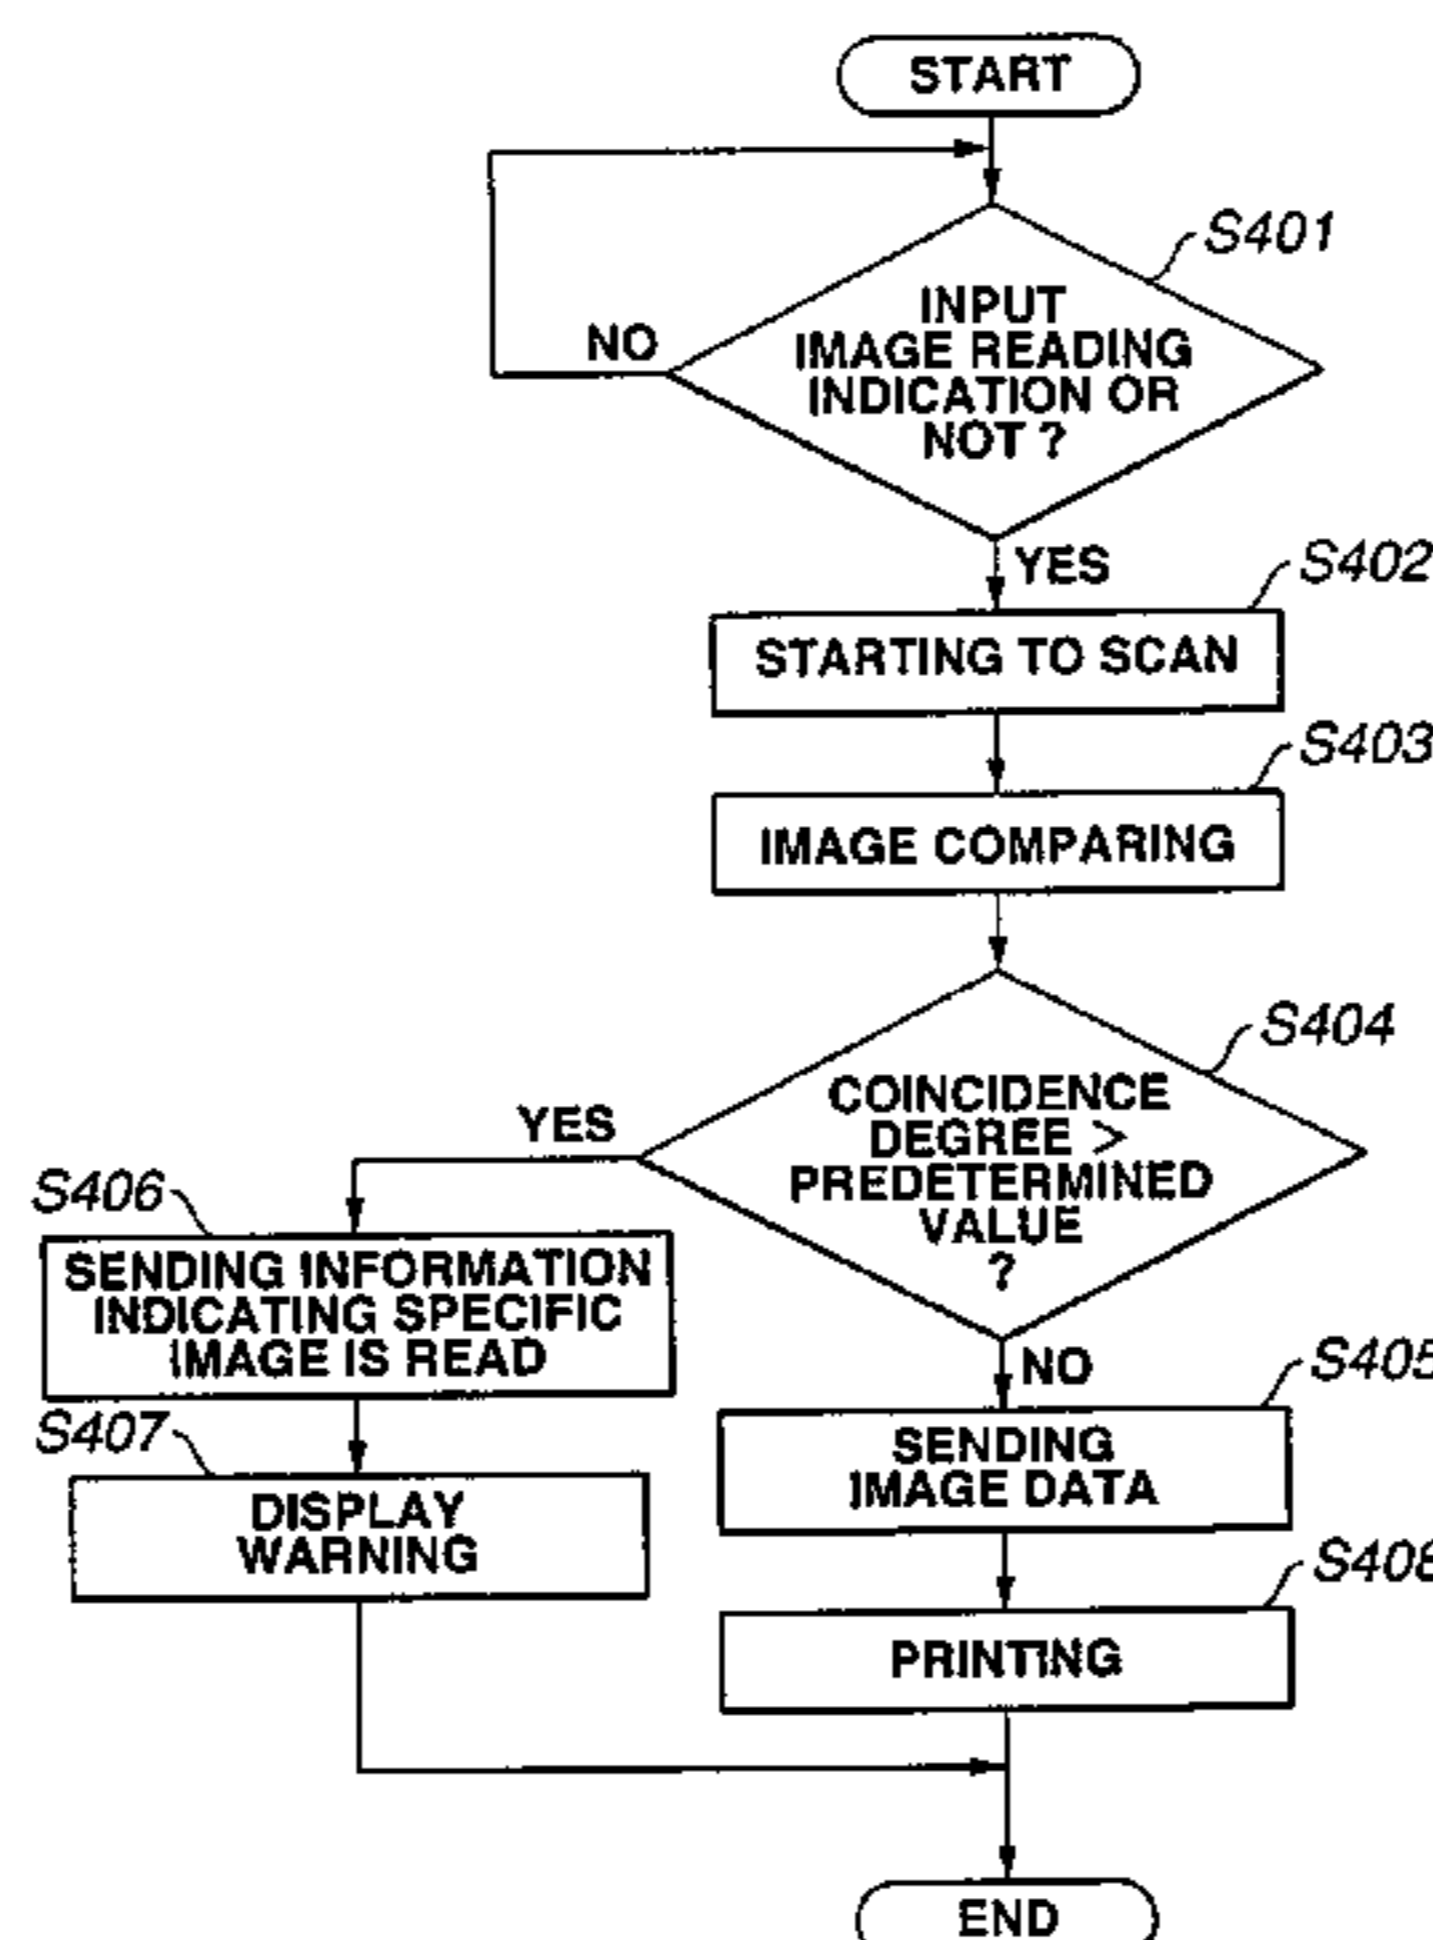 START
S401
INPUT
IMAGE READING
INDICATION OR
NOT ?
NO
YES
S402
STARTING TO SCAN
S403
IMAGE COMPARING
S404
COINCIDENCE
DEGREE >
PREDETERMINED
VALUE
?
YES
S406
SENDING INFORMATION
INDICATING SPECIFIC
IMAGE IS READ
NO
S405
SENDING
IMAGE DATA
S407
DISPLAY
WARNING
S408
PRINTING
END